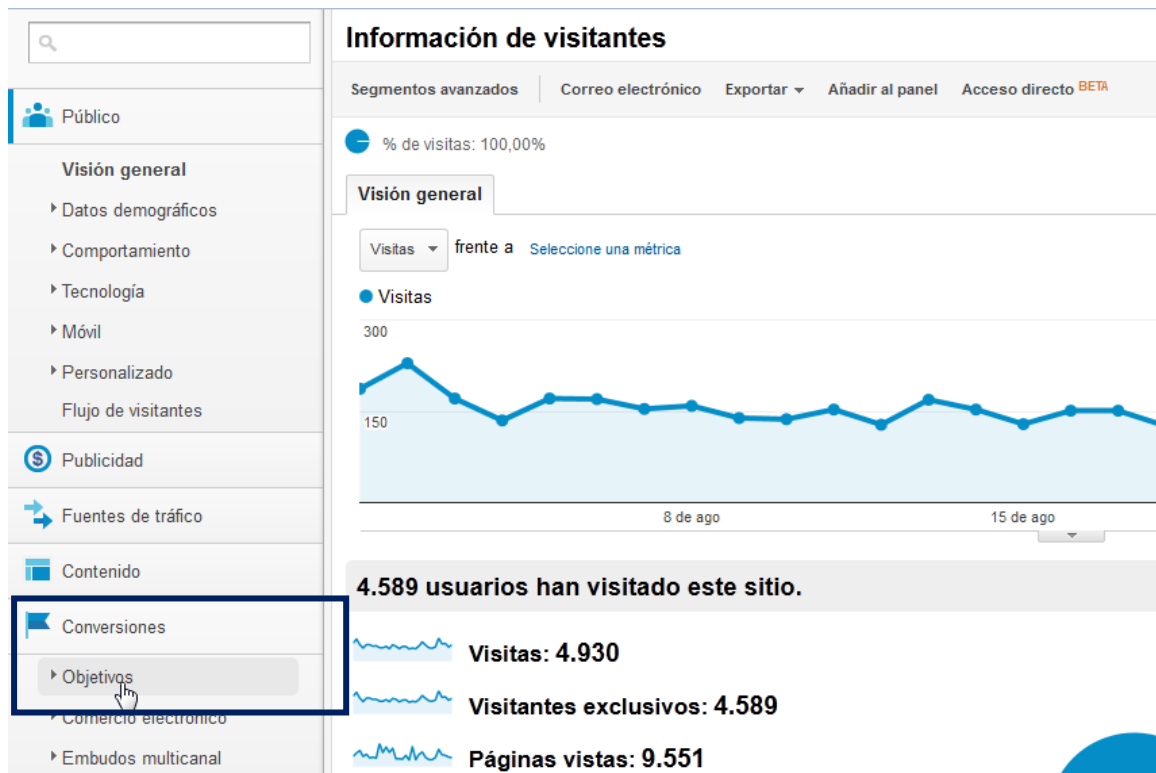 Información de visitantes
Segmentos avanzados Correo electrónico Exportar Añadir al panel Acceso directo BETA
% de visitas: 100,00%
Visión general
Visitas frente a Seleccione una métrica
Visitas
300
150
8 de ago 15 de ago
4.589 usuarios han visitado este sitio.
Visitas: 4.930
Visitantes exclusivos: 4.589
Páginas vistas: 9.551
Público
Visión general
Datos demográficos
Comportamiento
Tecnología
Móvil
Personalizado
Flujo de visitantes
Publicidad
Fuentes de tráfico
Contenido
Conversiones
Objetivos
Comercio electrónico
Embudos multicanal